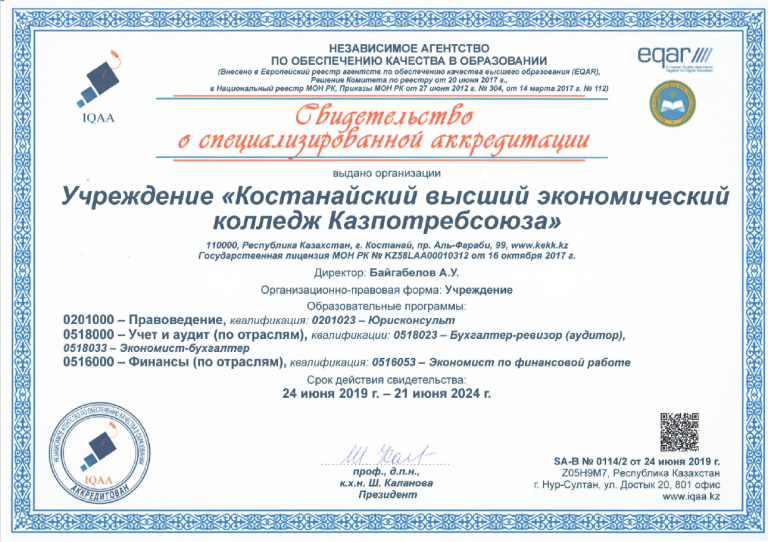 НЕЗАВИСИМОЕ АГЕНТСТВО
ПО ОБЕСПЕЧЕНИЮ КАЧЕСТВА В ОБРАЗОВАНИИ
(Внесено в Европейский реестр агентств по обеспечению качества высшего образования (EQAR),
Решение Комитета по реестру от 20 июня 2017 г.,
в Национальный реестр МОН РК, Приказы МОН РК от 27 июня 2012 г. № 304, от 14 марта 2017 г. № 112)
IQAA
eqar////
Свидетельство
о специализированной аккредитации
выдано организации
Учреждение «Костанайский высший экономический
колледж Казпотребсоюза»
110000, Республика Казахстан, г. Костанай, пр. Аль-Фараби, 99, www.kekk.kz
Государственная лицензия МОН РК № KZ58LAA00010312 от 16 октября 2017 г.
Директор: Байгабелов А.У.
Организационно-правовая форма: Учреждение
Образовательные программы:
0201000 – Правоведение, квалификация: 0201023 – Юрисконсульт
0518000 – Учет и аудит (по отраслям), квалификации: 0518023 – Бухгалтер-ревизор (аудитор),
0518033 – Экономист-бухгалтер
0516000 – Финансы (по отраслям), квалификация: 0516053 – Экономист по финансовой работе
Срок действия свидетельства:
24 июня 2019 г. – 21 июня 2024 г.
НЕЗАВИСИМОЕ АГЕНТСТВО ПО ОБЕСПЕЧЕНИЮ КАЧЕСТВА В ОБРАЗОВАНИИ
IQAA
АККРЕДИТОВАН
проф., д.п.н.,
к.х.н. Ш. Каланова
Президент
SA-B № 0114/2 от 24 июня 2019 г.
Z05H9M7, Республика Казахстан
г. Нур-Султан, ул. Достык 20, 801 офис
www.iqaa.kz